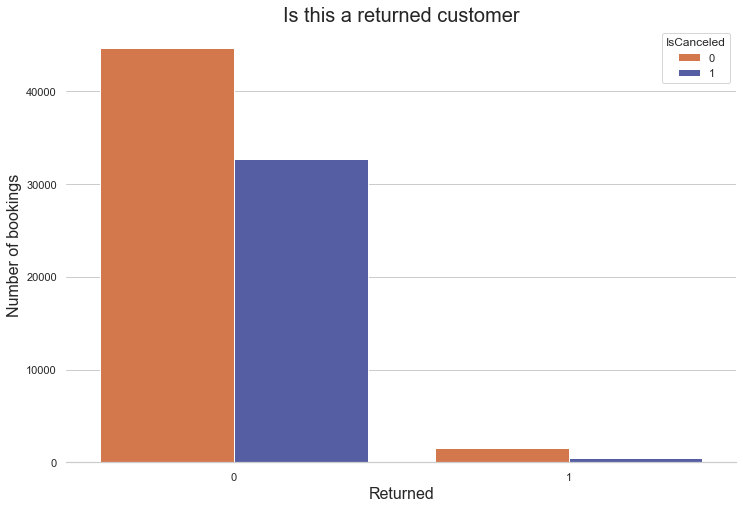 Is this a returned customer
IsCanceled
0
1
Number of bookings
40000
30000
20000
10000
0
0 1
Returned